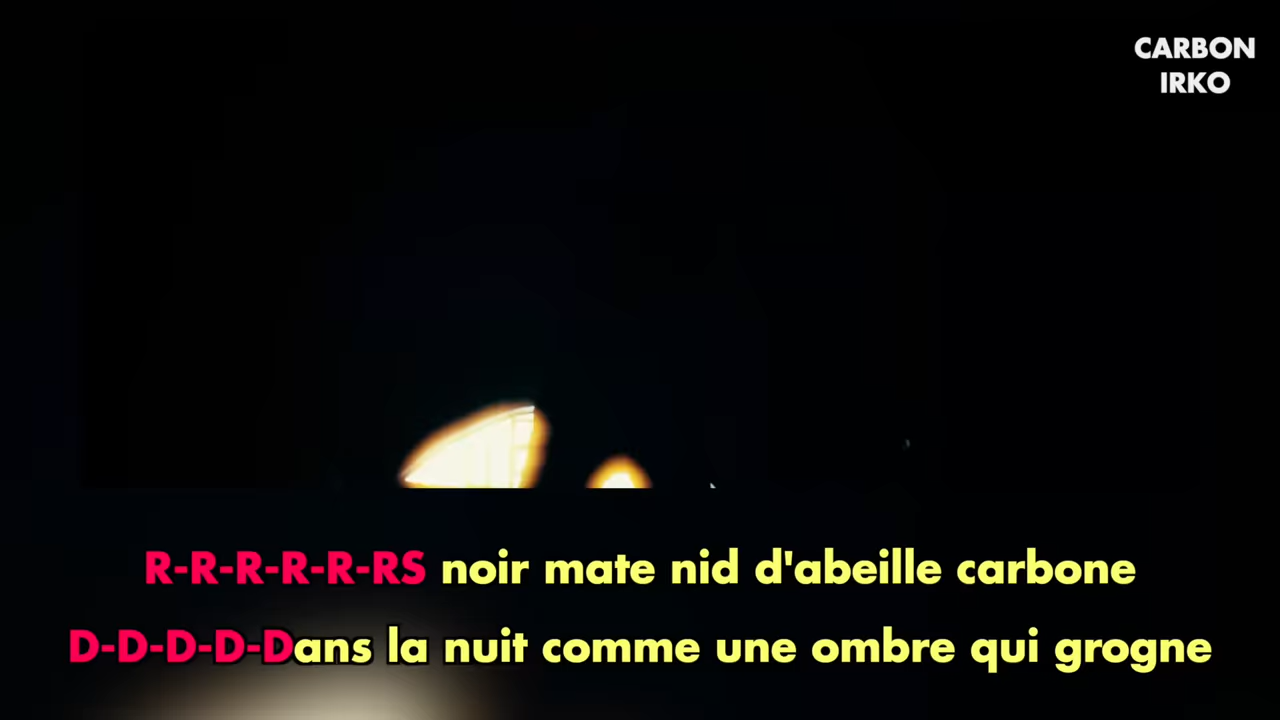 CARBON
IRKO
R-R-R-R-R-RS noir mate nid d'abeille carbone
D-D-D-D-Dans la nuit comme une ombre qui grogne